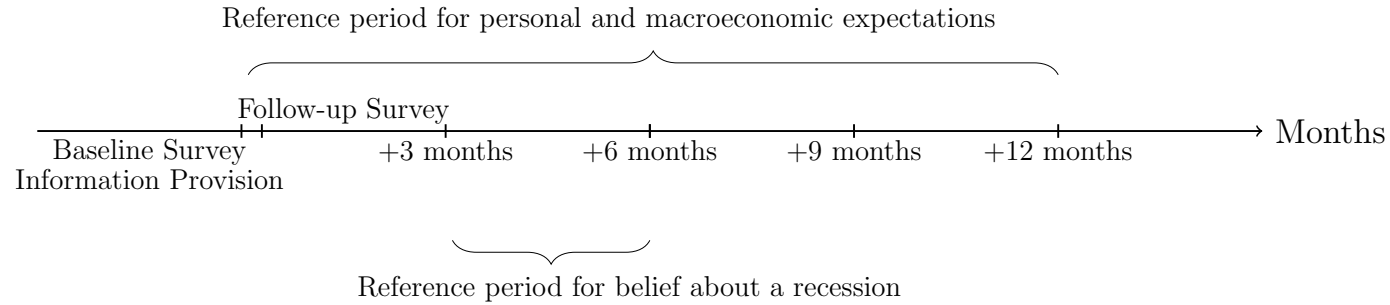 Reference period for personal and macroeconomic expectations
Follow-up Survey
Months
Baseline Survey
+3 months
+6 months
+9 months
+12 months
Information Provision
Reference period for belief about a recession